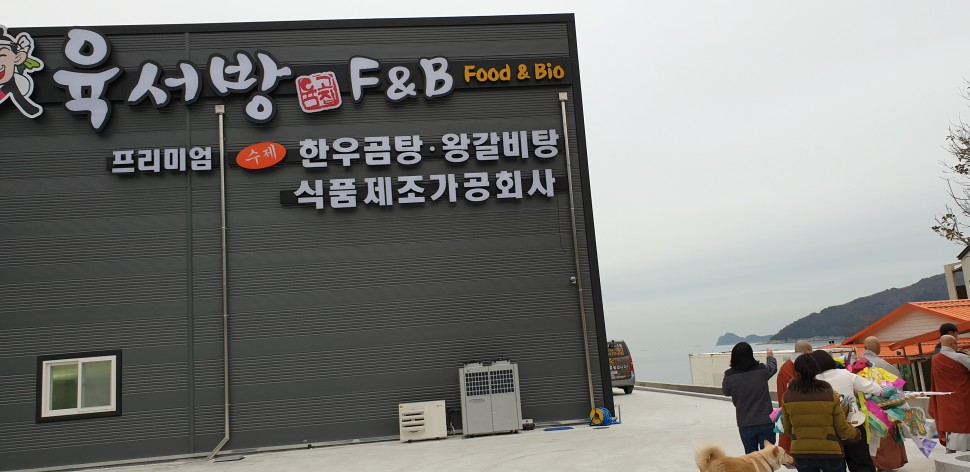 육서방 F&B Food & Bio
프리미엄 수제 한우곰탕·왕갈비탕
식품제조가공회사